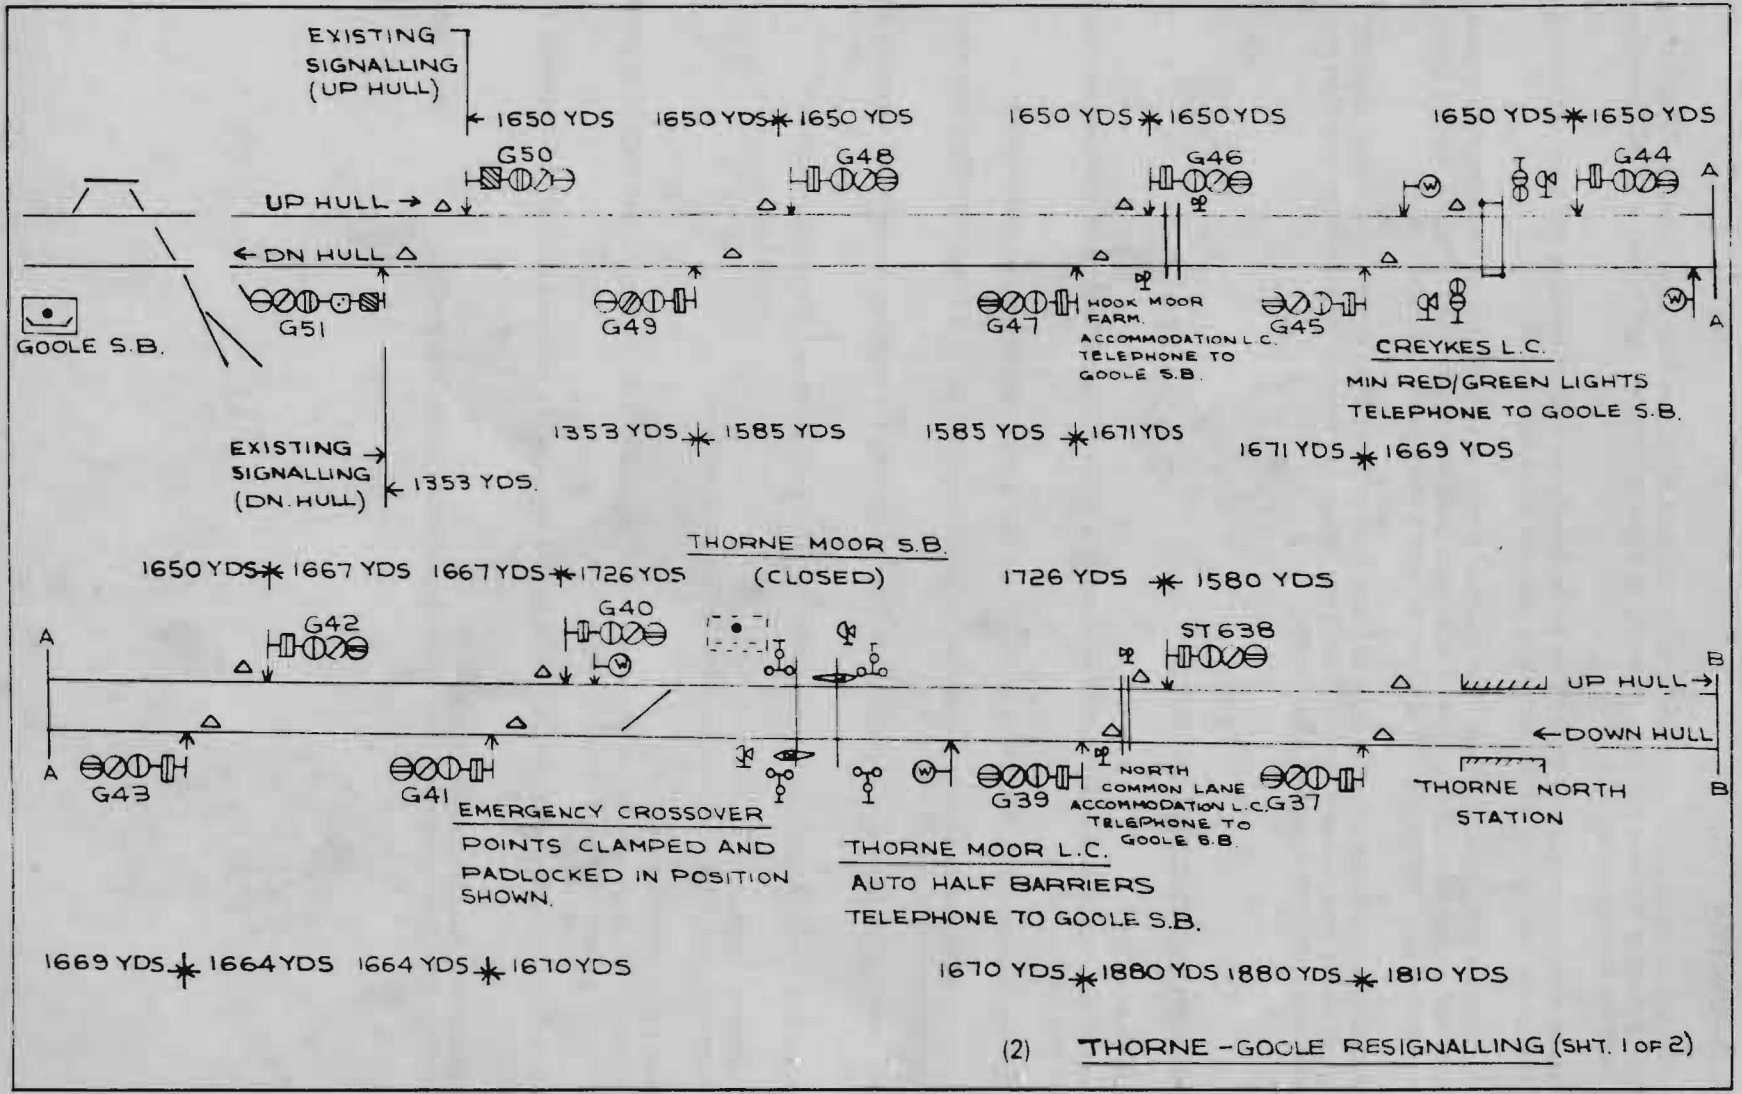 EXISTING
SIGNALLING
(UP HULL)
← 1650 YDS
1650 YDS * 1650 YDS
1650 YDS * 1650 YDS
1650 YDS * 1650 YDS
G50
G48
G46
W
G44
A
UP HULL →
← DN HULL
G51
G49
G47
HOOK MOOR
FARM.
ACCOMMODATION L.C.
TELEPHONE TO
GOOLE S.B.
G45
W
A
GOOLE S.B.
CREYKES L.C.
MIN RED/GREEN LIGHTS
TELEPHONE TO GOOLE S.B.
EXISTING →
SIGNALLING
(DN. HULL)
← 1353 YDS.
1353 YDS * 1585 YDS
1585 YDS * 1671 YDS
1671 YDS * 1669 YDS
THORNE MOOR S.B.
(CLOSED)
1650 YDS * 1667 YDS
1667 YDS * 1726 YDS
1726 YDS * 1580 YDS
A
G42
G40
W
ST 638
B
UP HULL →
← DOWN HULL
A
G43
G41
W
G39
NORTH
COMMON LANE
ACCOMMODATION L.C.
TELEPHONE TO
GOOLE S.B.
G37
THORNE NORTH
STATION
B
EMERGENCY CROSSOVER
POINTS CLAMPED AND
PADLOCKED IN POSITION
SHOWN.
THORNE MOOR L.C.
AUTO HALF BARRIERS
TELEPHONE TO GOOLE S.B.
1669 YDS * 1664 YDS
1664 YDS * 1670 YDS
1670 YDS * 1880 YDS
1880 YDS * 1810 YDS
(2) THORNE - GOOLE RESIGNALLING (SHT. 1 OF 2)